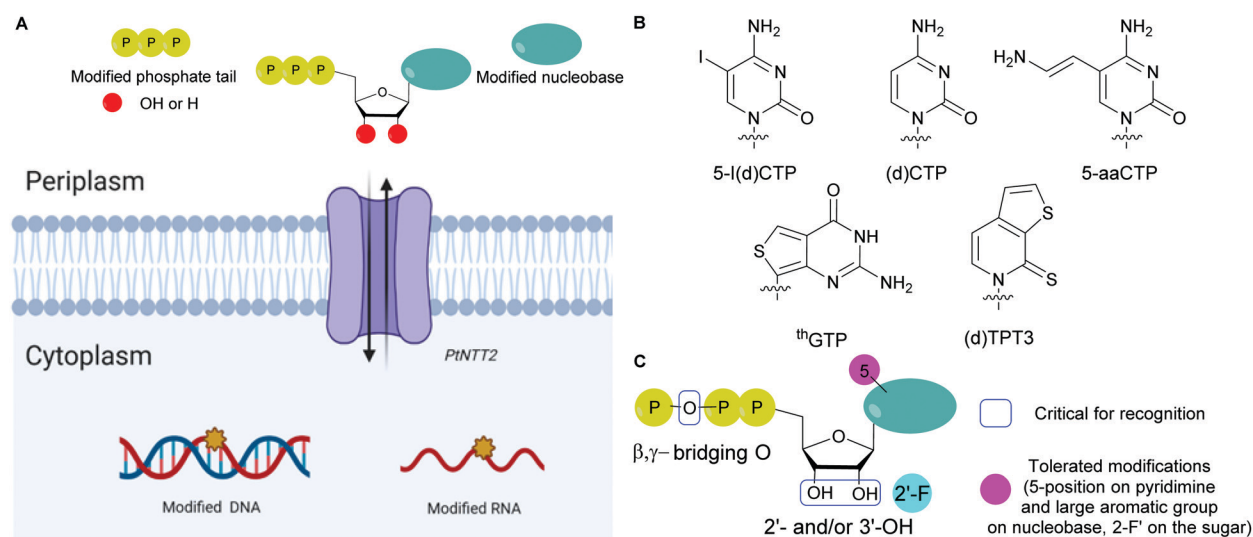 A
P P P
Modified phosphate tail
OH or H
P P P
O
Modified nucleobase
Periplasm
Cytoplasm
PtNTT2
Modified DNA
Modified RNA
B
NH2
I
N
N
O
5-I(d)CTP
NH2
N
N
O
(d)CTP
H2N
NH2
N
N
O
5-aaCTP
O
S
NH
N
NH2
thGTP
S
N
S
(d)TPT3
C
5
P O P P
β,γ– bridging O
O
OH OH
2'-F
2'- and/or 3'-OH
Critical for recognition
Tolerated modifications
(5-position on pyridimine
and large aromatic group
on nucleobase, 2-F' on the sugar)